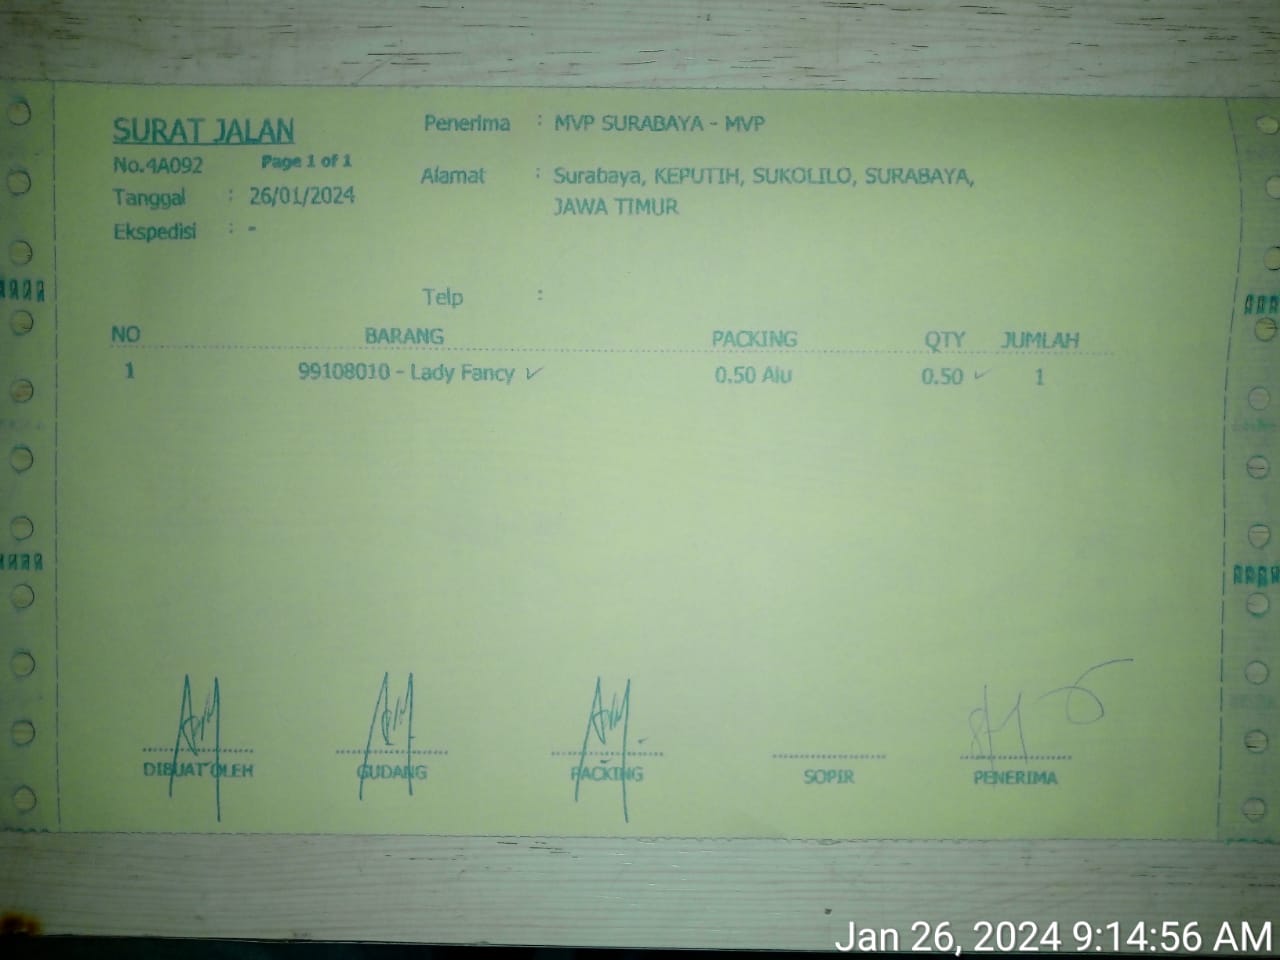 SURAT JALAN
No.4A092 Page 1 of 1
Tanggal : 26/01/2024
Ekspedisi : -
Penerima : MVP SURABAYA - MVP
Alamat : Surabaya, KEPUTIH, SUKOLILO, SURABAYA,
JAWA TIMUR
Telp :
NO BARANG PACKING QTY JUMLAH
1 99108010 - Lady Fancy ✓ 0.50 Alu 0.50 ✓ 1
DIBUAT OLEH GUDANG PACKING SOPIR PENERIMA
Jan 26, 2024 9:14:56 AM